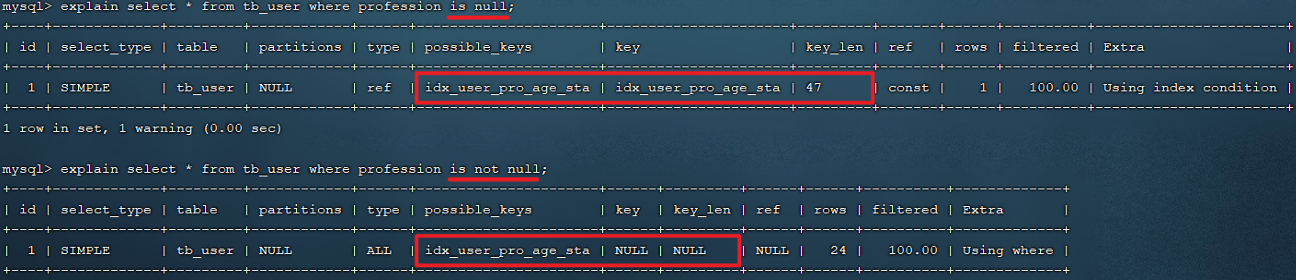 mysql> explain select * from tb_user where profession is null;
+----+-------------+---------+------------+------+----------------------+----------------------+---------+-------+------+----------+-----------------------+
| id | select_type | table   | partitions | type | possible_keys        | key                  | key_len | ref   | rows | filtered | Extra                 |
+----+-------------+---------+------------+------+----------------------+----------------------+---------+-------+------+----------+-----------------------+
|  1 | SIMPLE      | tb_user | NULL       | ref  | idx_user_pro_age_sta | idx_user_pro_age_sta | 47      | const |    1 |   100.00 | Using index condition |
+----+-------------+---------+------------+------+----------------------+----------------------+---------+-------+------+----------+-----------------------+
1 row in set, 1 warning (0.00 sec)
mysql> explain select * from tb_user where profession is not null;
+----+-------------+---------+------------+------+----------------------+------+---------+------+------+----------+-------------+
| id | select_type | table   | partitions | type | possible_keys        | key  | key_len | ref  | rows | filtered | Extra       |
+----+-------------+---------+------------+------+----------------------+------+---------+------+------+----------+-------------+
|  1 | SIMPLE      | tb_user | NULL       | ALL  | idx_user_pro_age_sta | NULL | NULL    | NULL |   24 |   100.00 | Using where |
+----+-------------+---------+------------+------+----------------------+------+---------+------+------+----------+-------------+